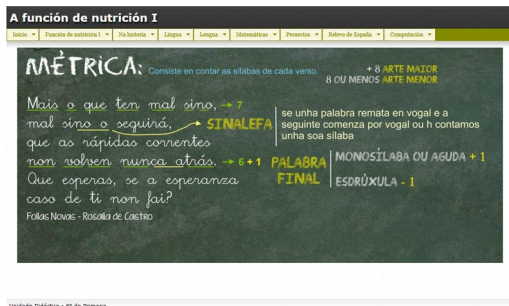 A función de nutrición I
Inicio Función de nutrición I Na historia Lingua Lengua Matemáticas Proxectos Relevo de España Computación
MÉTRICA: Consiste en contar as sílabas de cada verso.
+ 8 ARTE MAIOR
8 OU MENOS ARTE MENOR
Mais o que ten mal sino, → 7
mal sino o seguirá, → SINALEFA
se unha palabra remata en vogal e a
seguinte comenza por vogal ou h contamos
unha soa sílaba
que as rápidas correntes
non volven nunca atrás. → 6 + 1
PALABRA
FINAL
MONOSÍLABA OU AGUDA + 1
ESDRÚXULA - 1
Que esperas, se a esperanza
caso de ti non fai?
Follas Novas - Rosalía de Castro